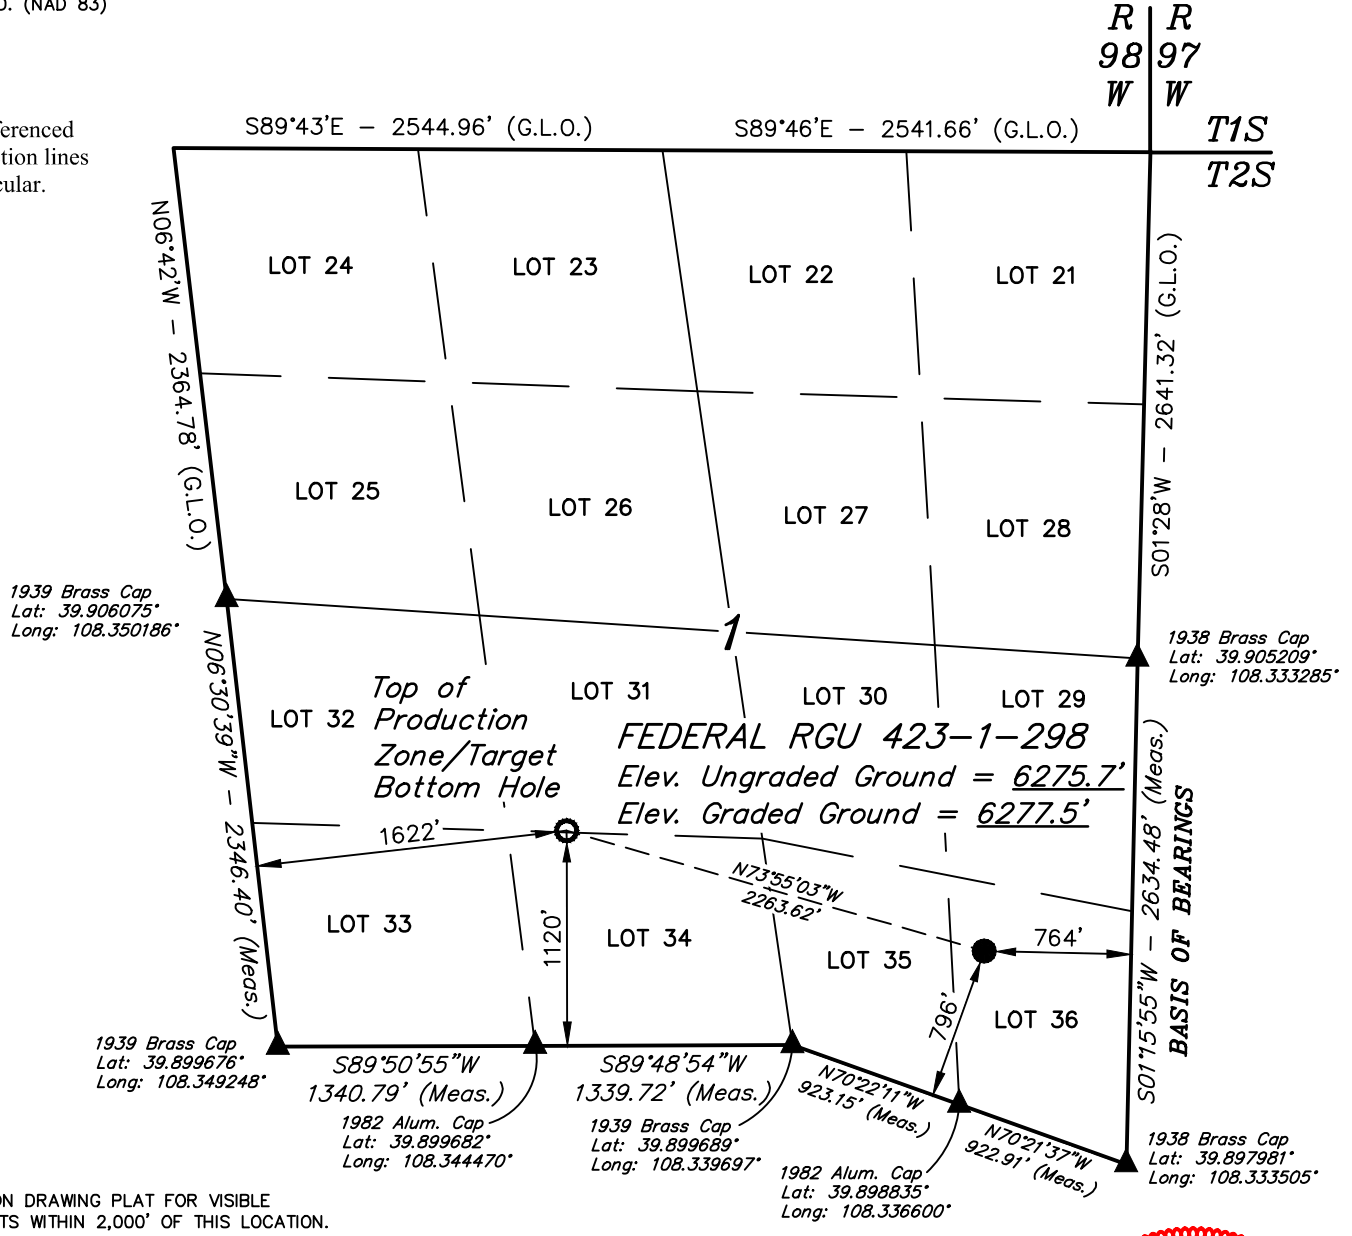 O. (NAD 83)
R R
98 97
W W
T1S
T2S
erenced
tion lines
cular.
S89°43'E - 2544.96' (G.L.O.)
S89°46'E - 2541.66' (G.L.O.)
N06°42'W - 2364.78' (G.L.O.)
S01°28'W - 2641.32' (G.L.O.)
LOT 24
LOT 23
LOT 22
LOT 21
LOT 25
LOT 26
LOT 27
LOT 28
1939 Brass Cap
Lat: 39.906075°
Long: 108.350186°
1
1938 Brass Cap
Lat: 39.905209°
Long: 108.333285°
N06°30'39"W - 2346.40' (Meas.)
LOT 32
LOT 31
LOT 30
LOT 29
Top of
Production
Zone/Target
Bottom Hole
FEDERAL RGU 423-1-298
Elev. Ungraded Ground = 6275.7'
Elev. Graded Ground = 6277.5'
S01°15'55"W - 2634.48' (Meas.)
BASIS OF BEARINGS
1622'
1120'
N73°55'03"W
2263.62'
764'
796'
LOT 33
LOT 34
LOT 35
LOT 36
1939 Brass Cap
Lat: 39.899676°
Long: 108.349248°
S89°50'55"W
1340.79' (Meas.)
S89°48'54"W
1339.72' (Meas.)
N70°22'11"W
923.15' (Meas.)
N70°21'37"W
922.91' (Meas.)
1982 Alum. Cap
Lat: 39.899682°
Long: 108.344470°
1939 Brass Cap
Lat: 39.899689°
Long: 108.339697°
1982 Alum. Cap
Lat: 39.898835°
Long: 108.336600°
1938 Brass Cap
Lat: 39.897981°
Long: 108.333505°
ON DRAWING PLAT FOR VISIBLE
TS WITHIN 2,000' OF THIS LOCATION.